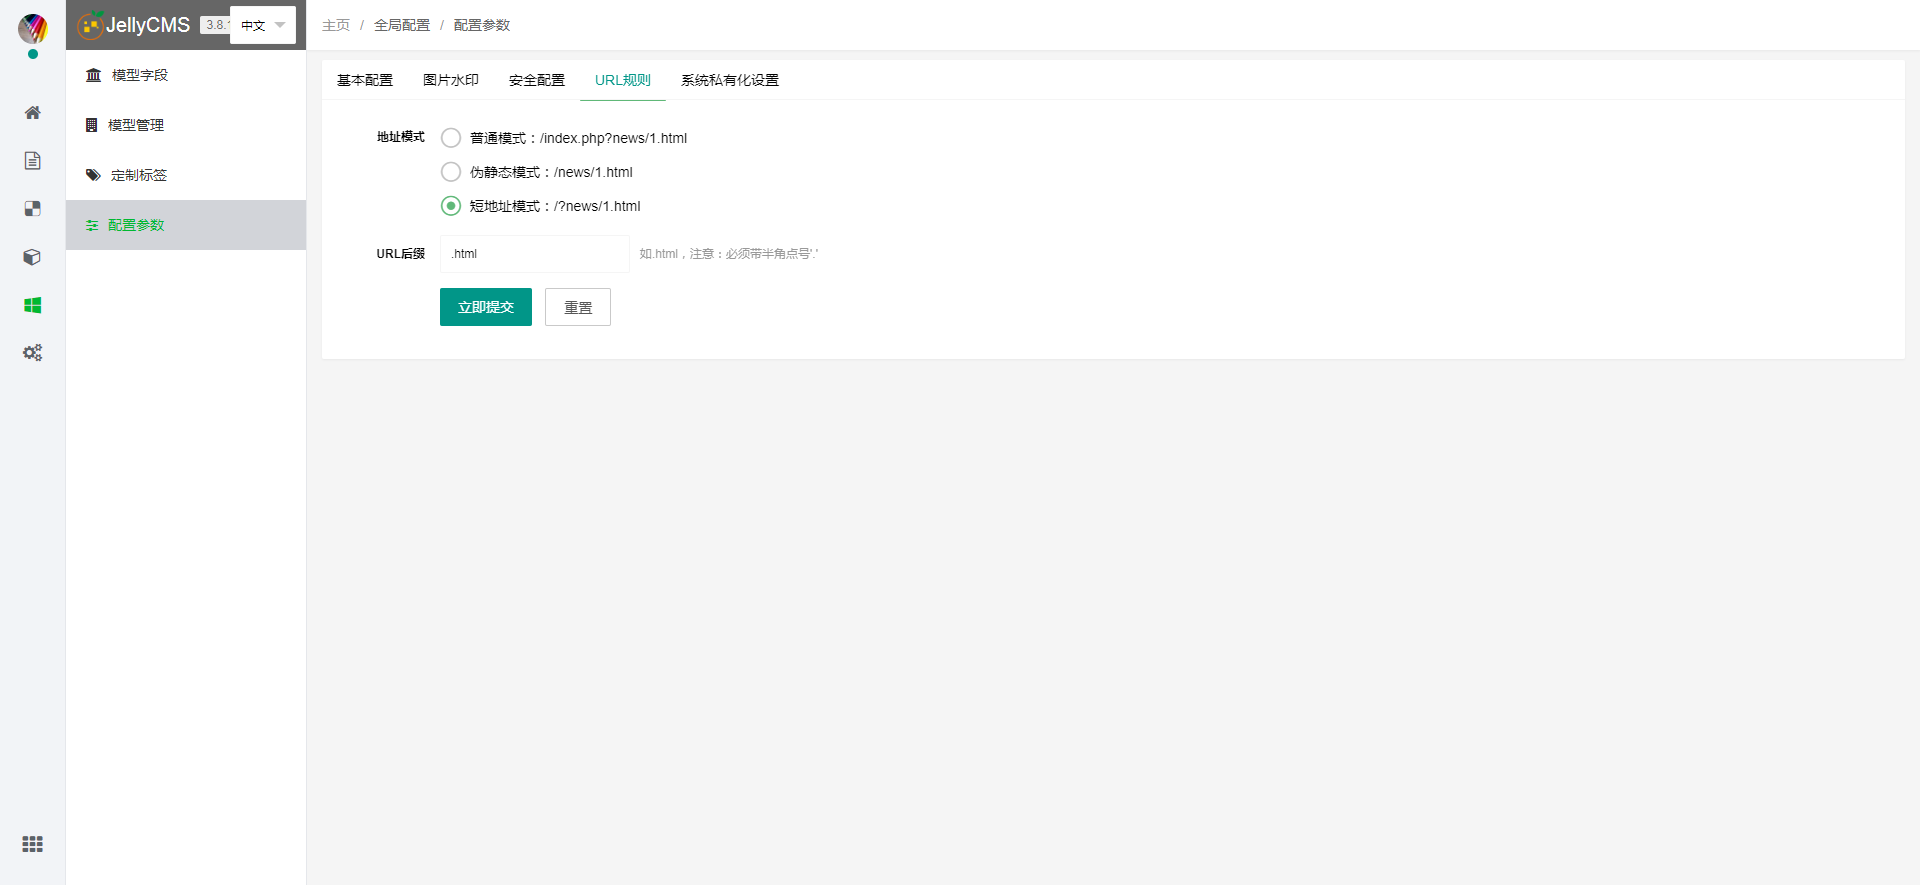 JellyCMS 3.8. 中文
主页 / 全局配置 / 配置参数
模型字段
模型管理
定制标签
配置参数
基本配置 图片水印 安全配置 URL规则 系统私有化设置
地址模式
普通模式：/index.php?news/1.html
伪静态模式：/news/1.html
短地址模式：/?news/1.html
URL后缀 .html 如.html，注意：必须带半角点号'.'
立即提交 重置